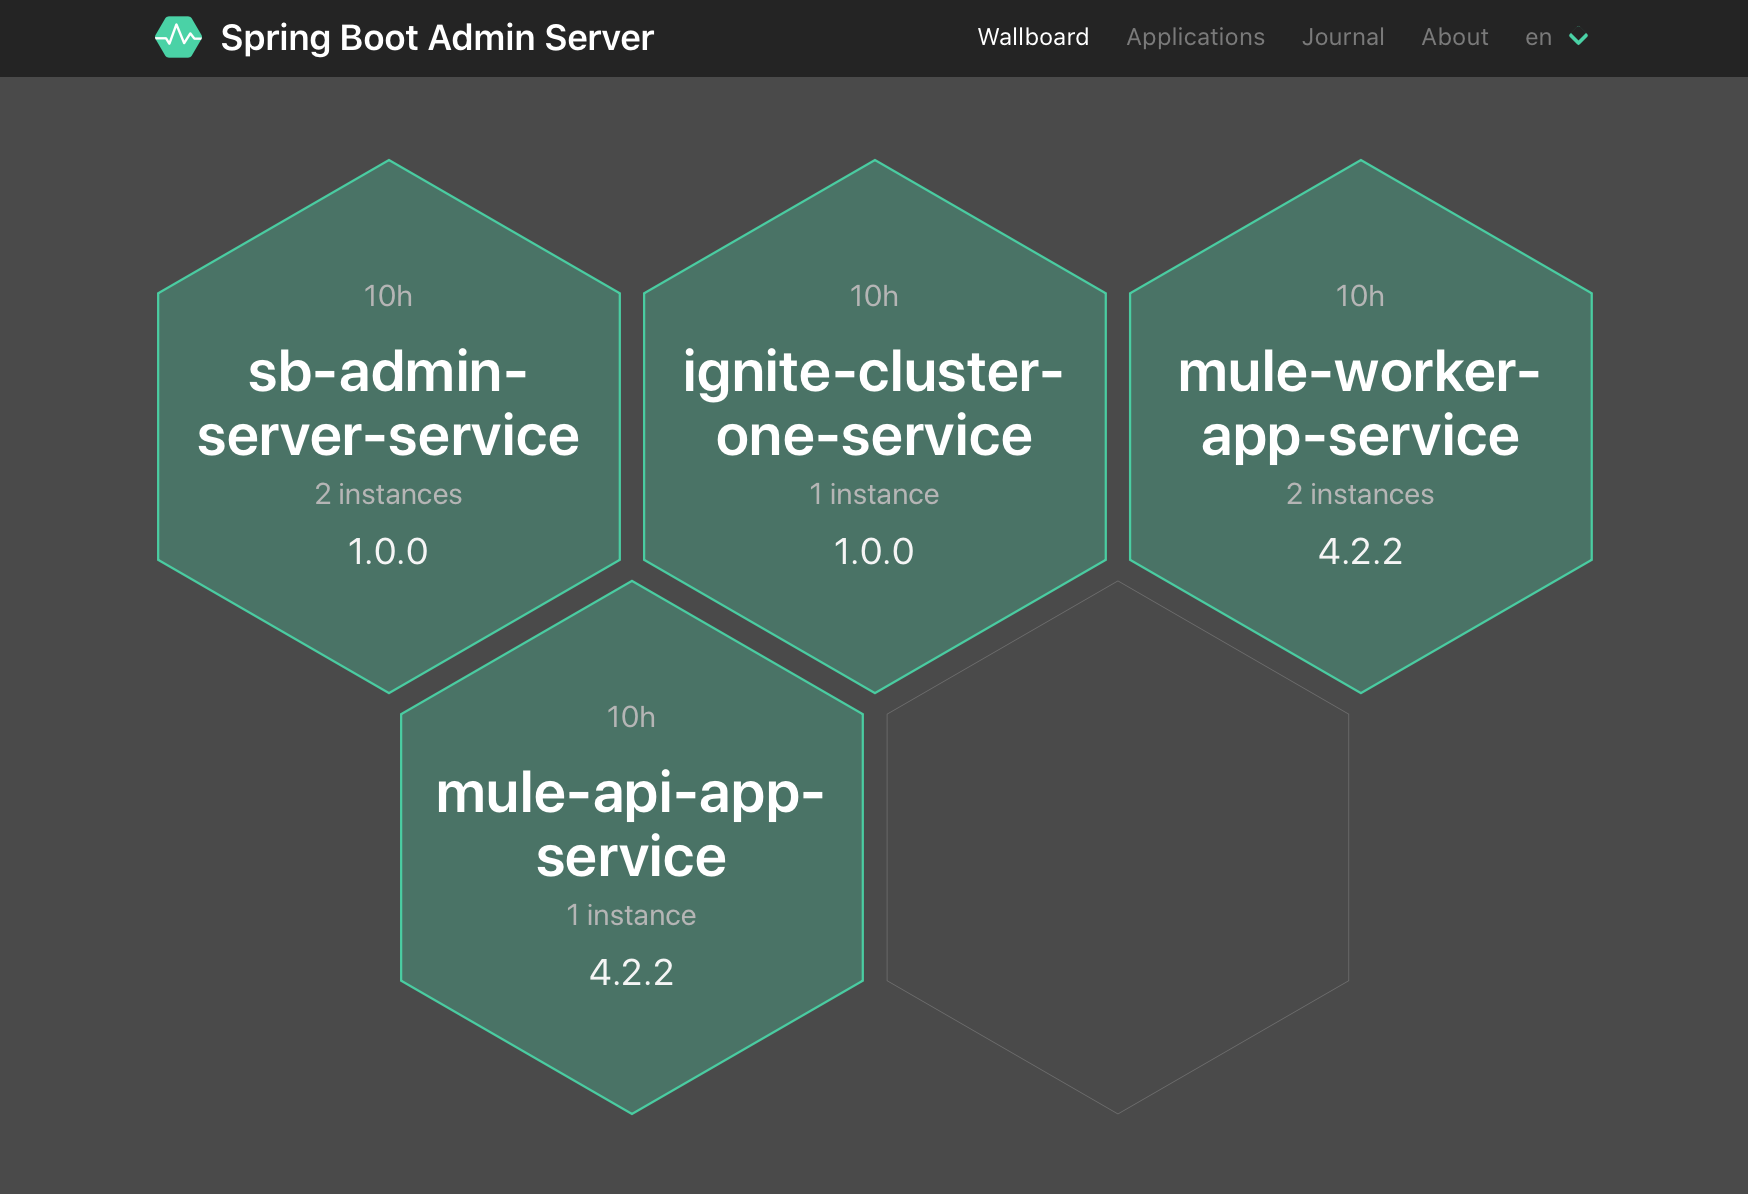 Spring Boot Admin Server
Wallboard Applications Journal About en
10h
sb-admin-
server-service
2 instances
1.0.0
10h
ignite-cluster-
one-service
1 instance
1.0.0
10h
mule-worker-
app-service
2 instances
4.2.2
10h
mule-api-app-
service
1 instance
4.2.2